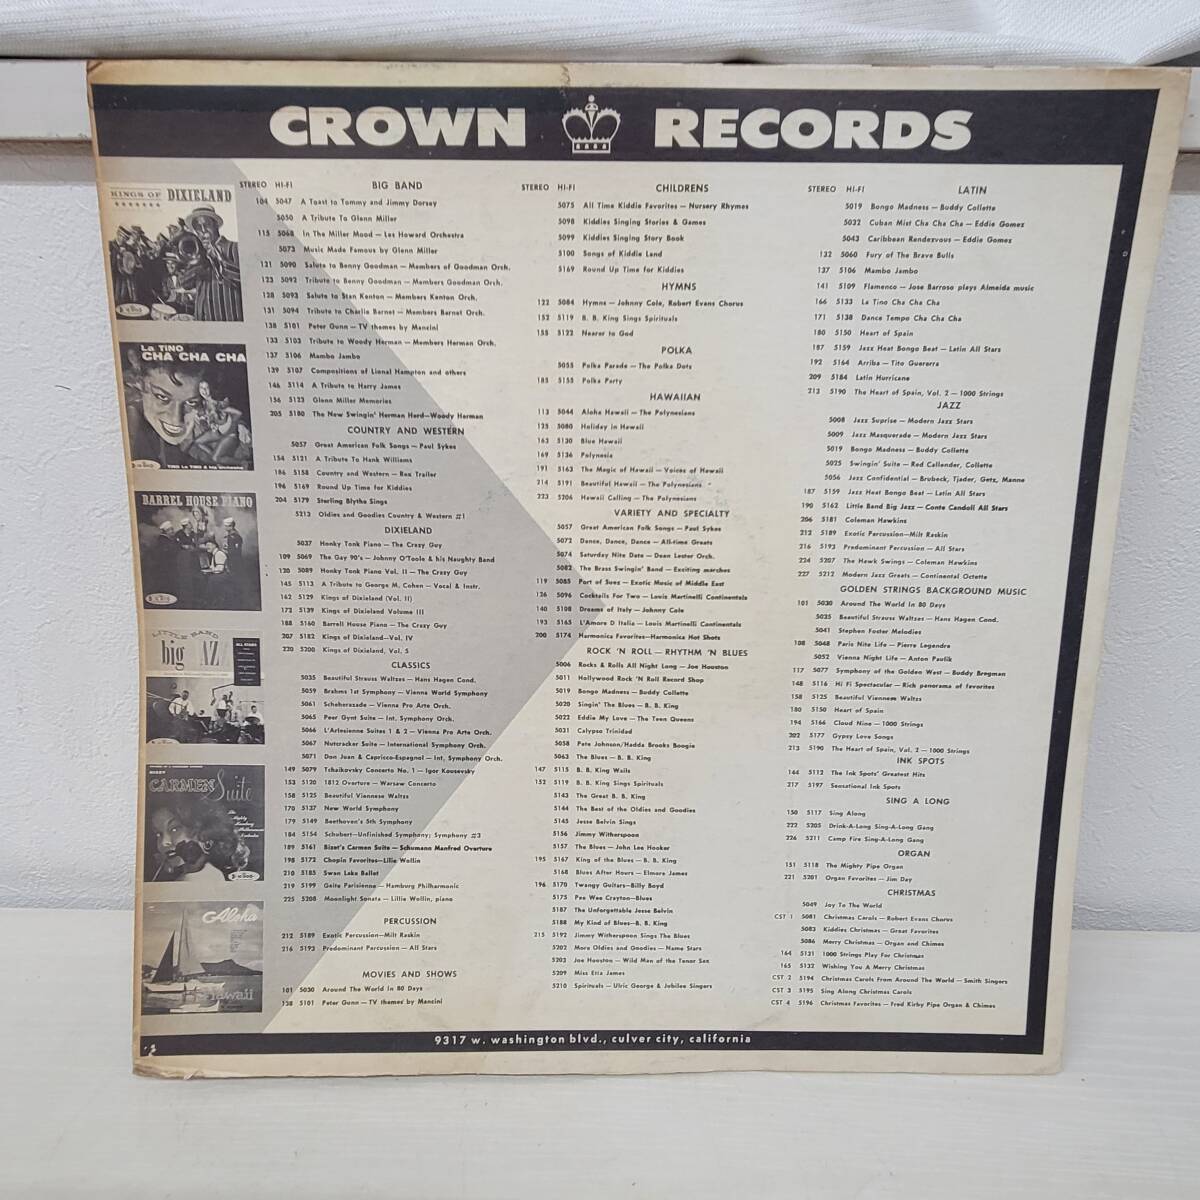 CROWN RECORDS
KINGS OF DIXIELAND
La TINO
CHA CHA CHA
BARREL HOUSE PIANO
LITTLE BAND
big
CARMEN Suite
Aloha
Hawaii
STEREO HI-FI BIG BAND
104 5047 A Toast to Tommy and Jimmy Dorsey
5050 A Tribute To Glenn Miller
115 5068 In The Miller Mood — Les Howard Orchestra
5073 Music Made Famous by Glenn Miller
121 5090 Salute to Benny Goodman — Members of Goodman Orch.
123 5092 Tribute to Benny Goodman — Members Goodman Orch.
128 5093 Salute to Stan Kenton — Members Kenton Orch.
131 5094 Tribute to Charlie Barnet — Members Barnet Orch.
138 5101 Peter Gunn — TV themes by Mancini
133 5103 Tribute to Woody Herman — Members Herman Orch.
137 5106 Mambo Jambo
139 5107 Compositions of Lionel Hampton and others
146 5114 A Tribute to Harry James
156 5123 Glenn Miller Memories
205 5180 The New Swingin' Herman Herd—Woody Herman
COUNTRY AND WESTERN
5057 Great American Folk Songs — Paul Sykes
154 5121 A Tribute To Hank Williams
186 5158 Country and Western — Rex Trailer
196 5169 Round Up Time for Kiddies
204 5179 Sterling Blythe Sings
5213 Oldies and Goodies Country & Western #1
DIXIELAND
5037 Honky Tonk Piano — The Crazy Guy
109 5069 The Gay 90's — Johnny O'Toole & his Naughty Band
120 5089 Honky Tonk Piano Vol. II — The Crazy Guy
145 5113 A Tribute to George M. Cohen — Vocal & Instr.
162 5129 Kings of Dixieland (Vol. II)
172 5139 Kings of Dixieland Volume III
188 5160 Barrell House Piano — The Crazy Guy
207 5182 Kings of Dixieland—Vol. IV
220 5200 Kings of Dixieland, Vol. 5
CLASSICS
5035 Beautiful Strauss Waltzes — Hans Hagen Cond.
5059 Brahms 1st Symphony — Vienna World Symphony
5061 Scheherazade — Vienna Pro Arte Orch.
5065 Peer Gynt Suite — Int. Symphony Orch.
5066 L'Arlesienne Suites 1 & 2 — Vienna Pro Arte Orch.
5067 Nutcracker Suite — International Symphony Orch.
5071 Don Juan & Capricco-Espagnol — Int. Symphony Orch.
149 5079 Tchaikovsky Concerto No. 1 — Igor Kousevsky
153 5120 1812 Overture — Warsaw Concerto
158 5125 Beautiful Viennese Waltzs
170 5137 New World Symphony
179 5149 Beethoven's 5th Symphony
184 5154 Schubert—Unfinished Symphony; Symphony #3
189 5161 Bizet's Carmen Suite — Schumann Manfred Overture
198 5172 Chopin Favorites—Lilie Wollin
210 5185 Swan Lake Ballet
219 5199 Gaite Parisienne — Hamburg Philharmonic
225 5208 Moonlight Sonata — Lillie Wollin, piano
PERCUSSION
212 5189 Exotic Percussion—Milt Raskin
216 5193 Predominant Percussion — All Stars
MOVIES AND SHOWS
101 5030 Around The World In 80 Days
138 5101 Peter Gunn — TV themes by Mancini
STEREO HI-FI CHILDRENS
5075 All Time Kiddie Favorites — Nursery Rhymes
5098 Kiddies Singing Stories & Games
5099 Kiddies Singing Story Book
5100 Songs of Kiddie Land
5169 Round Up Time for Kiddies
HYMNS
122 5084 Hymns — Johnny Cole, Robert Evans Chorus
152 5119 B. B. King Sings Spirituals
155 5122 Nearer to God
POLKA
5055 Polka Parade — The Polka Dots
185 5155 Polka Party
HAWAIIAN
113 5044 Aloha Hawaii — The Polynesians
125 5080 Holiday in Hawaii
163 5130 Blue Hawaii
169 5136 Polynesia
191 5163 The Magic of Hawaii — Voices of Hawaii
214 5191 Beautiful Hawaii — The Polynesians
223 5206 Hawaii Calling — The Polynesians
VARIETY AND SPECIALTY
5057 Great American Folk Songs — Paul Sykes
5072 Dance, Dance, Dance — All-time Greats
5074 Saturday Nite Date — Dean Lester Orch.
5082 The Brass Swingin' Band — Exciting marches
119 5085 Port of Suez — Exotic Music of Middle East
126 5096 Cocktails For Two — Louis Martinelli Continentals
140 5108 Dreams of Italy — Johnny Cole
193 5165 L'Amore D Italia — Louis Martinelli Continentals
200 5174 Harmonica Favorites—Harmonica Hot Shots
ROCK 'N ROLL — RHYTHM 'N BLUES
5006 Rocks & Rolls All Night Long — Joe Houston
5011 Hollywood Rock 'N Roll Record Shop
5019 Bongo Madness — Buddy Collette
5020 Singin' The Blues — B. B. King
5022 Eddie My Love — The Teen Queens
5031 Calypso Trinidad
5058 Pete Johnson/Hadda Brooks Boogie
5063 The Blues — B. B. King
147 5115 B. B. King Wails
152 5119 B. B. King Sings Spirituals
5143 The Great B. B. King
5144 The Best of the Oldies and Goodies
5145 Jesse Belvin Sings
5156 Jimmy Witherspoon
5157 The Blues — John Lee Hooker
195 5167 King of the Blues — B. B. King
5168 Blues After Hours — Elmore James
196 5170 Twangy Guitars—Billy Boyd
5175 Pee Wee Crayton—Blues
5187 The Unforgettable Jesse Belvin
5188 My Kind of Blues—B. B. King
215 5192 Jimmy Witherspoon Sings The Blues
5202 More Oldies and Goodies — Name Stars
5203 Joe Houston — Wild Man of the Tenor Sax
5209 Miss Etta James
5210 Spirituals — Ulric George & Jubilee Singers
STEREO HI-FI LATIN
5019 Bongo Madness — Buddy Collette
5032 Cuban Mist Cha Cha Cha — Eddie Gomez
5043 Caribbean Rendezvous — Eddie Gomez
132 5060 Fury of The Brave Bulls
137 5106 Mambo Jambo
141 5109 Flamenco — Jose Barroso plays Almeida music
166 5133 La Tino Cha Cha Cha
171 5138 Dance Tempo Cha Cha Cha
180 5150 Heart of Spain
187 5159 Jazz Heat Bongo Beat — Latin All Stars
192 5164 Arriba — Tito Guererra
209 5184 Latin Hurricane
213 5190 The Heart of Spain, Vol. 2 — 1000 Strings
JAZZ
5008 Jazz Suprise — Modern Jazz Stars
5009 Jazz Masquerade — Modern Jazz Stars
5019 Bongo Madness — Buddy Collette
5025 Swingin' Suite — Red Callender, Collette
5056 Jazz Confidential — Brubeck, Tjader, Getz, Manne
187 5159 Jazz Heat Bongo Beat — Latin All Stars
190 5162 Little Band Big Jazz — Conte Candoli All Stars
206 5181 Coleman Hawkins
212 5189 Exotic Percussion—Milt Raskin
216 5193 Predominant Percussion — All Stars
224 5207 The Hawk Swings — Coleman Hawkins
227 5212 Modern Jazz Greats — Continental Octette
GOLDEN STRINGS BACKGROUND MUSIC
101 5030 Around The World In 80 Days
5035 Beautiful Strauss Waltzes — Hans Hagen Cond.
5041 Stephen Foster Melodies
108 5048 Paris Nite Life — Pierre Legendre
5052 Vienna Night Life — Anton Paulik
117 5077 Symphony of the Golden West — Buddy Bregman
148 5116 Hi Fi Spectacular — Rich panorama of favorites
158 5125 Beautiful Viennese Waltzs
180 5150 Heart of Spain
194 5166 Cloud Nine — 1000 Strings
202 5177 Gypsy Love Songs
213 5190 The Heart of Spain, Vol. 2 — 1000 Strings
INK SPOTS
144 5112 The Ink Spots' Greatest Hits
217 5197 Sensational Ink Spots
SING A LONG
150 5117 Sing Along
222 5205 Drink-A-Long Sing-A-Long Gang
226 5211 Camp Fire Sing-A-Long Gang
ORGAN
151 5118 The Mighty Pipe Organ
221 5201 Organ Favorites — Jim Day
CHRISTMAS
5049 Joy To The World
CST 1 5081 Christmas Carols — Robert Evans Chorus
5083 Kiddies Christmas — Great Favorites
5086 Merry Christmas — Organ and Chimes
164 5131 1000 Strings Play For Christmas
165 5132 Wishing You A Merry Christmas
CST 2 5194 Christmas Carols From Around The World — Smith Singers
CST 3 5195 Sing Along Christmas Carols
CST 4 5196 Christmas Favorites — Fred Kirby Pipe Organ & Chimes
9317 w. washington blvd., culver city, california